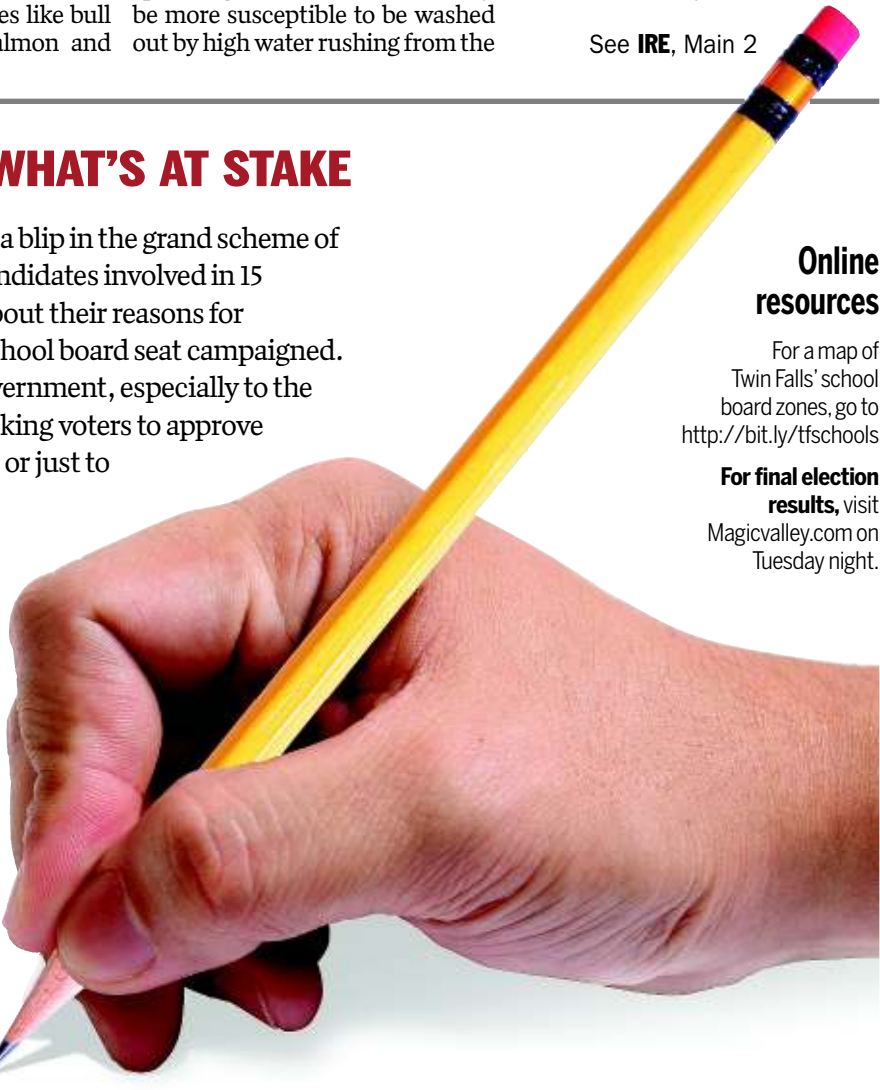 es like bull
almon and
be more susceptible to be washed
out by high water rushing from the
See IRE, Main 2
WHAT'S AT STAKE
a blip in the grand scheme of
ndidates involved in 15
bout their reasons for
hool board seat campaigned.
vernment, especially to the
king voters to approve
or just to
Online
resources
For a map of
Twin Falls' school
board zones, go to
http://bit.ly/tfschools
For final election
results, visit
Magicvalley.com on
Tuesday night.